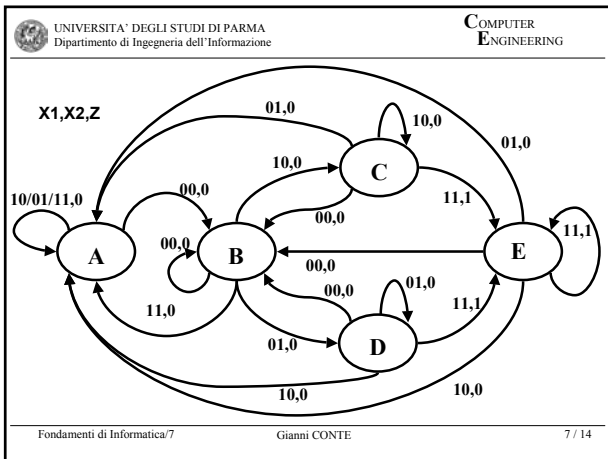 UNIVERSITA' DEGLI STUDI DI PARMA
Dipartimento di Ingegneria dell'Informazione
COMPUTER
ENGINEERING
X1,X2,Z
01,0
10,0
01,0
10,0
C
00,0
10/01/11,0
00,0
11,1
11,1
A
00,0
B
E
00,0
00,0
01,0
11,0
11,1
01,0
D
10,0
10,0
Fondamenti di Informatica/7
Gianni CONTE
7 / 14